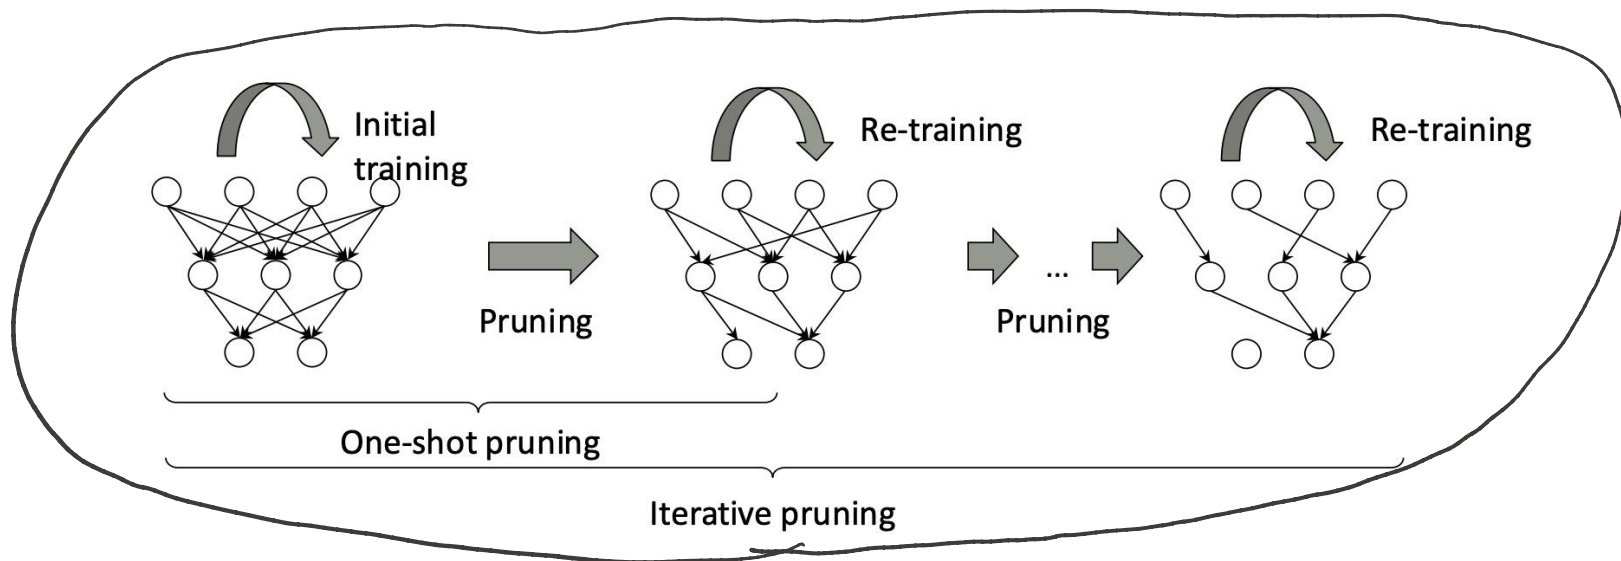 Initial
training
Re-training
Re-training
Pruning
...
Pruning
One-shot pruning
Iterative pruning